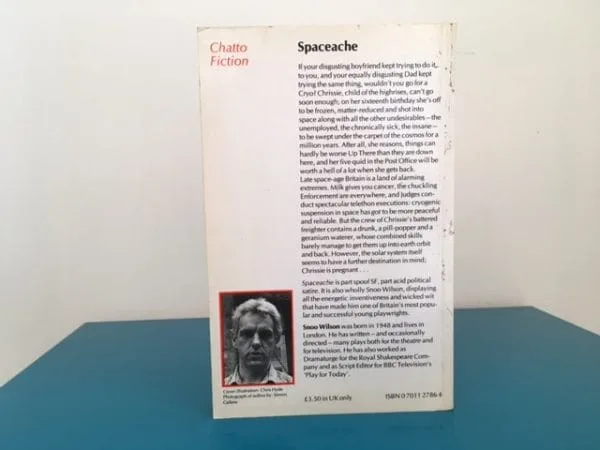 Chatto
Fiction
Spaceache
If your disgusting boyfriend kept trying to do it
to you, and your equally disgusting Dad kept
trying the same thing, wouldn't you go for a
Cryo? Chrissie, child of the highrises, can't go
soon enough; on her sixteenth birthday she's off
to be frozen, matter-reduced and shot into
space along with all the other undesirables – the
unemployed, the chronically sick, the insane –
to be swept under the carpet of the cosmos for a
million years. After all, she reasons, things can
hardly be worse Up There than they are down
here, and her five quid in the Post Office will be
worth a hell of a lot when she gets back.
Late space-age Britain is a land of alarming
extremes. Milk gives you cancer, the chuckling
Enforcement are everywhere, and Judges con-
duct spectacular telethon executions: cryogenic
suspension in space has got to be more peaceful
and reliable. But the crew of Chrissie's battered
freighter contains a drunk, a pill-popper and a
geranium waterer, whose combined skills
barely manage to get them up into earth orbit
and back. However, the solar system itself
seems to have a further destination in mind;
Chrissie is pregnant . . .
Spaceache is part spoof SF, part acid political
satire. It is also wholly Snoo Wilson, displaying
all the energetic inventiveness and wicked wit
that have made him one of Britain's most popu-
lar and successful young playwrights.
Snoo Wilson was born in 1948 and lives in
London. He has written – and occasionally
directed – many plays both for the theatre and
for television. He has also worked as
Dramaturge for the Royal Shakespeare Com-
pany and as Script Editor for BBC Television's
'Play for Today'.
Cover illustration: Chris Hyde
Photograph of author by: Simon
Callow
£3.50 in UK only
ISBN 0 7011 2786 4